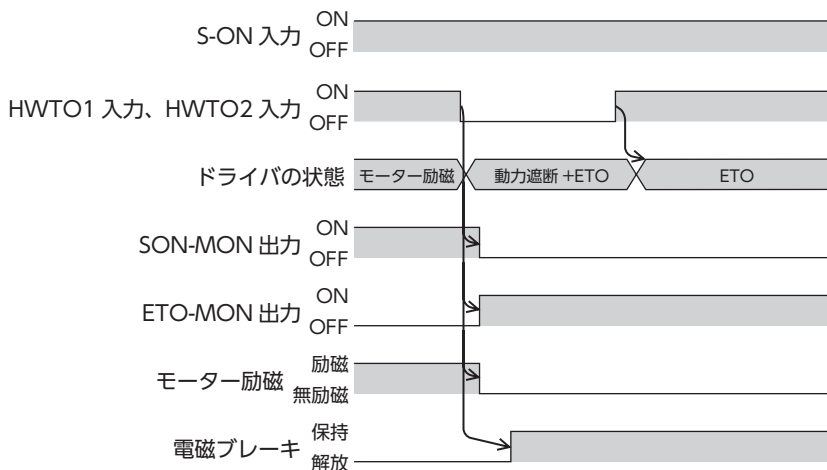 S-ON 入力 ON
OFF
HWTO1 入力、HWTO2 入力 ON
OFF
ドライバの状態 モーター励磁 動力遮断+ETO ETO
SON-MON 出力 ON
OFF
ETO-MON 出力 ON
OFF
モーター励磁 励磁
無励磁
電磁ブレーキ 保持
解放